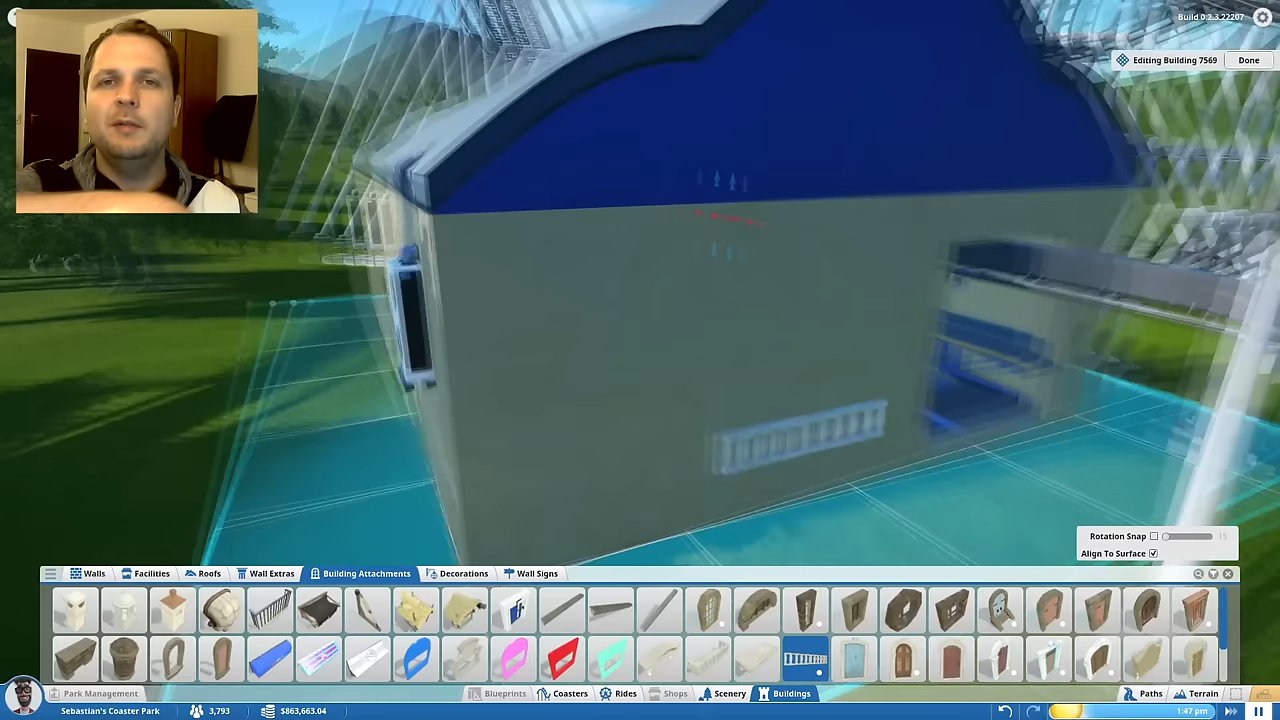 Build 0.2.3.22207
Editing Building 7569
Done
Rotation Snap
15
Align To Surface
Walls
Facilities
Roofs
Wall Extras
Building Attachments
Decorations
Wall Signs
Park Management
Blueprints
Coasters
Rides
Shops
Scenery
Buildings
Paths
Terrain
Sebastian's Coaster Park
3,793
$863,663.04
1:47 pm